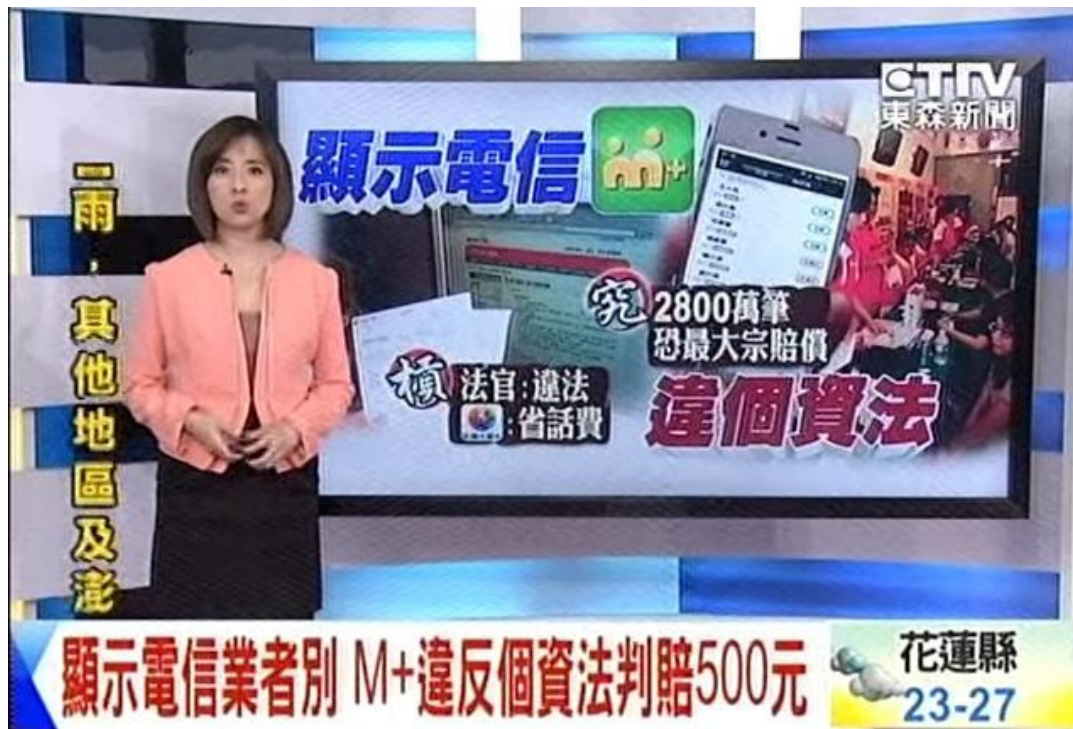 ETTV
東森新聞
顯示電信
m+
究
2800萬筆
恐最大宗賠償
槓
法官:違法
:省話費
違個資法
雨,其他地區及澎
顯示電信業者別 M+違反個資法判賠500元
花蓮縣
23-27